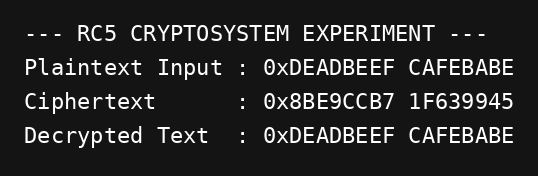 --- RC5 CRYPTOSYSTEM EXPERIMENT ---
Plaintext Input : 0xDEADBEEF CAFEBABE
Ciphertext      : 0x8BE9CCB7 1F639945
Decrypted Text  : 0xDEADBEEF CAFEBABE